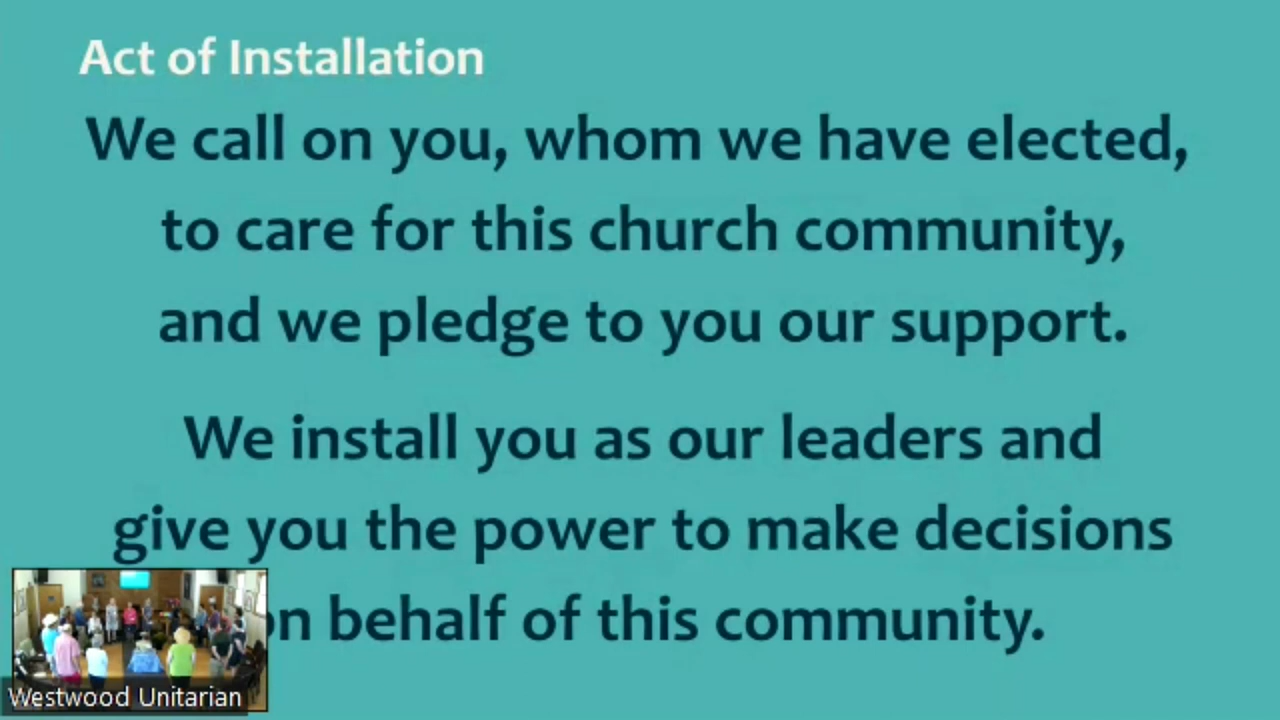 Act of Installation
We call on you, whom we have elected,
to care for this church community,
and we pledge to you our support.
We install you as our leaders and
give you the power to make decisions
on behalf of this community.
Westwood Unitarian